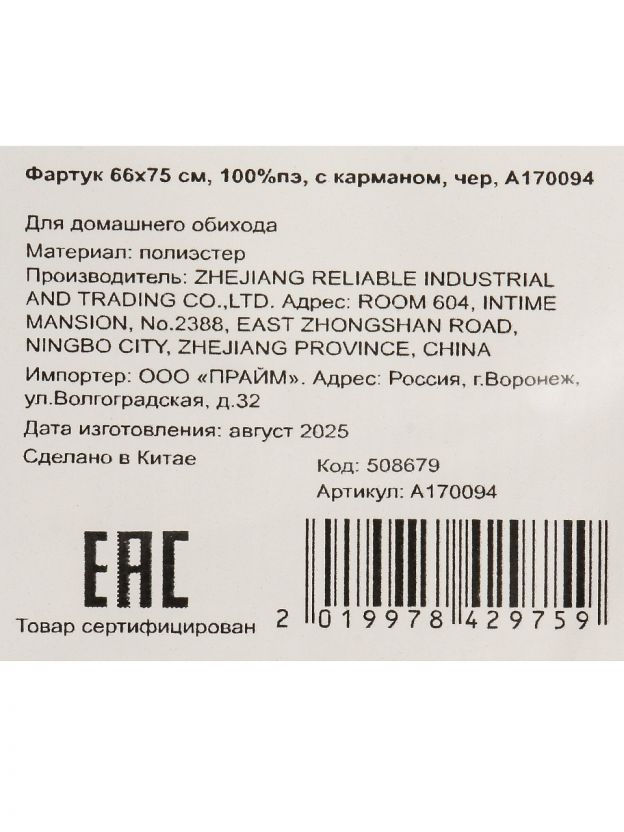 Фартук 66х75 см, 100%пэ, с карманом, чер, А170094
Для домашнего обихода
Материал: полиэстер
Производитель: ZHEJIANG RELIABLE INDUSTRIAL
AND TRADING CO.,LTD. Адрес: ROOM 604, INTIME
MANSION, No.2388, EAST ZHONGSHAN ROAD,
NINGBO CITY, ZHEJIANG PROVINCE, CHINA
Импортер: ООО «ПРАЙМ». Адрес: Россия, г.Воронеж,
ул.Волгоградская, д.32
Дата изготовления: август 2025
Сделано в Китае
Код: 508679
Артикул: А170094
ЕАС
Товар сертифицирован
2 019978 429759